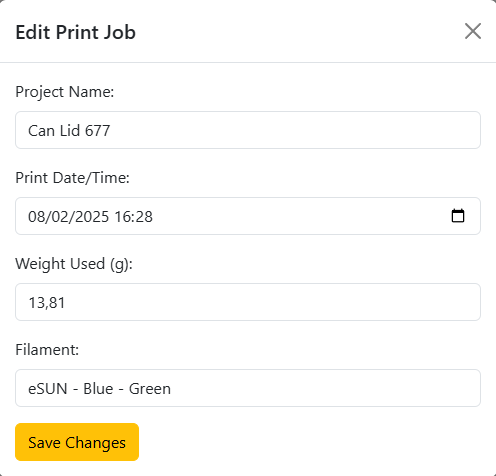 Edit Print Job
Project Name:
Can Lid 677
Print Date/Time:
08/02/2025 16:28
Weight Used (g):
13,81
Filament:
eSUN - Blue - Green
Save Changes